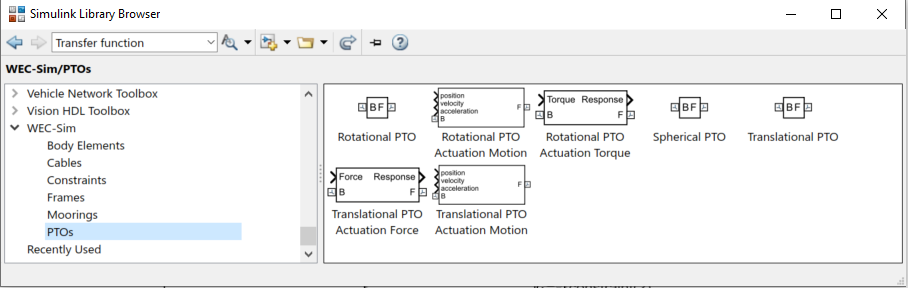 Simulink Library Browser
Transfer function
WEC-Sim/PTOs
Vehicle Network Toolbox
Vision HDL Toolbox
WEC-Sim
Body Elements
Cables
Constraints
Frames
Moorings
PTOs
Recently Used
BF
Rotational PTO
position
velocity
acceleration
B F
Rotational PTO
Actuation Motion
Torque Response
B F
Rotational PTO
Actuation Torque
BF
Spherical PTO
BF
Translational PTO
Force Response
B F
Translational PTO
Actuation Force
position
velocity
acceleration
B F
Translational PTO
Actuation Motion